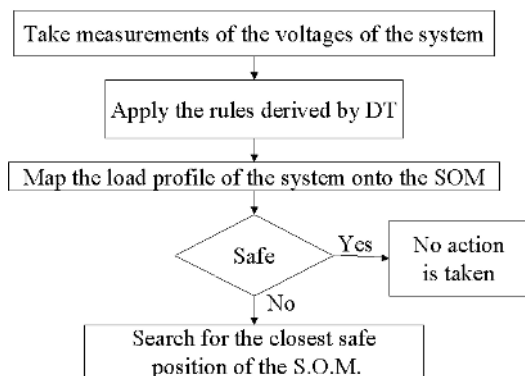 Take measurements of the voltages of the system
Apply the rules derived by DT
Map the load profile of the system onto the SOM
Safe
Yes
No action
is taken
No
Search for the closest safe
position of the S.O.M.